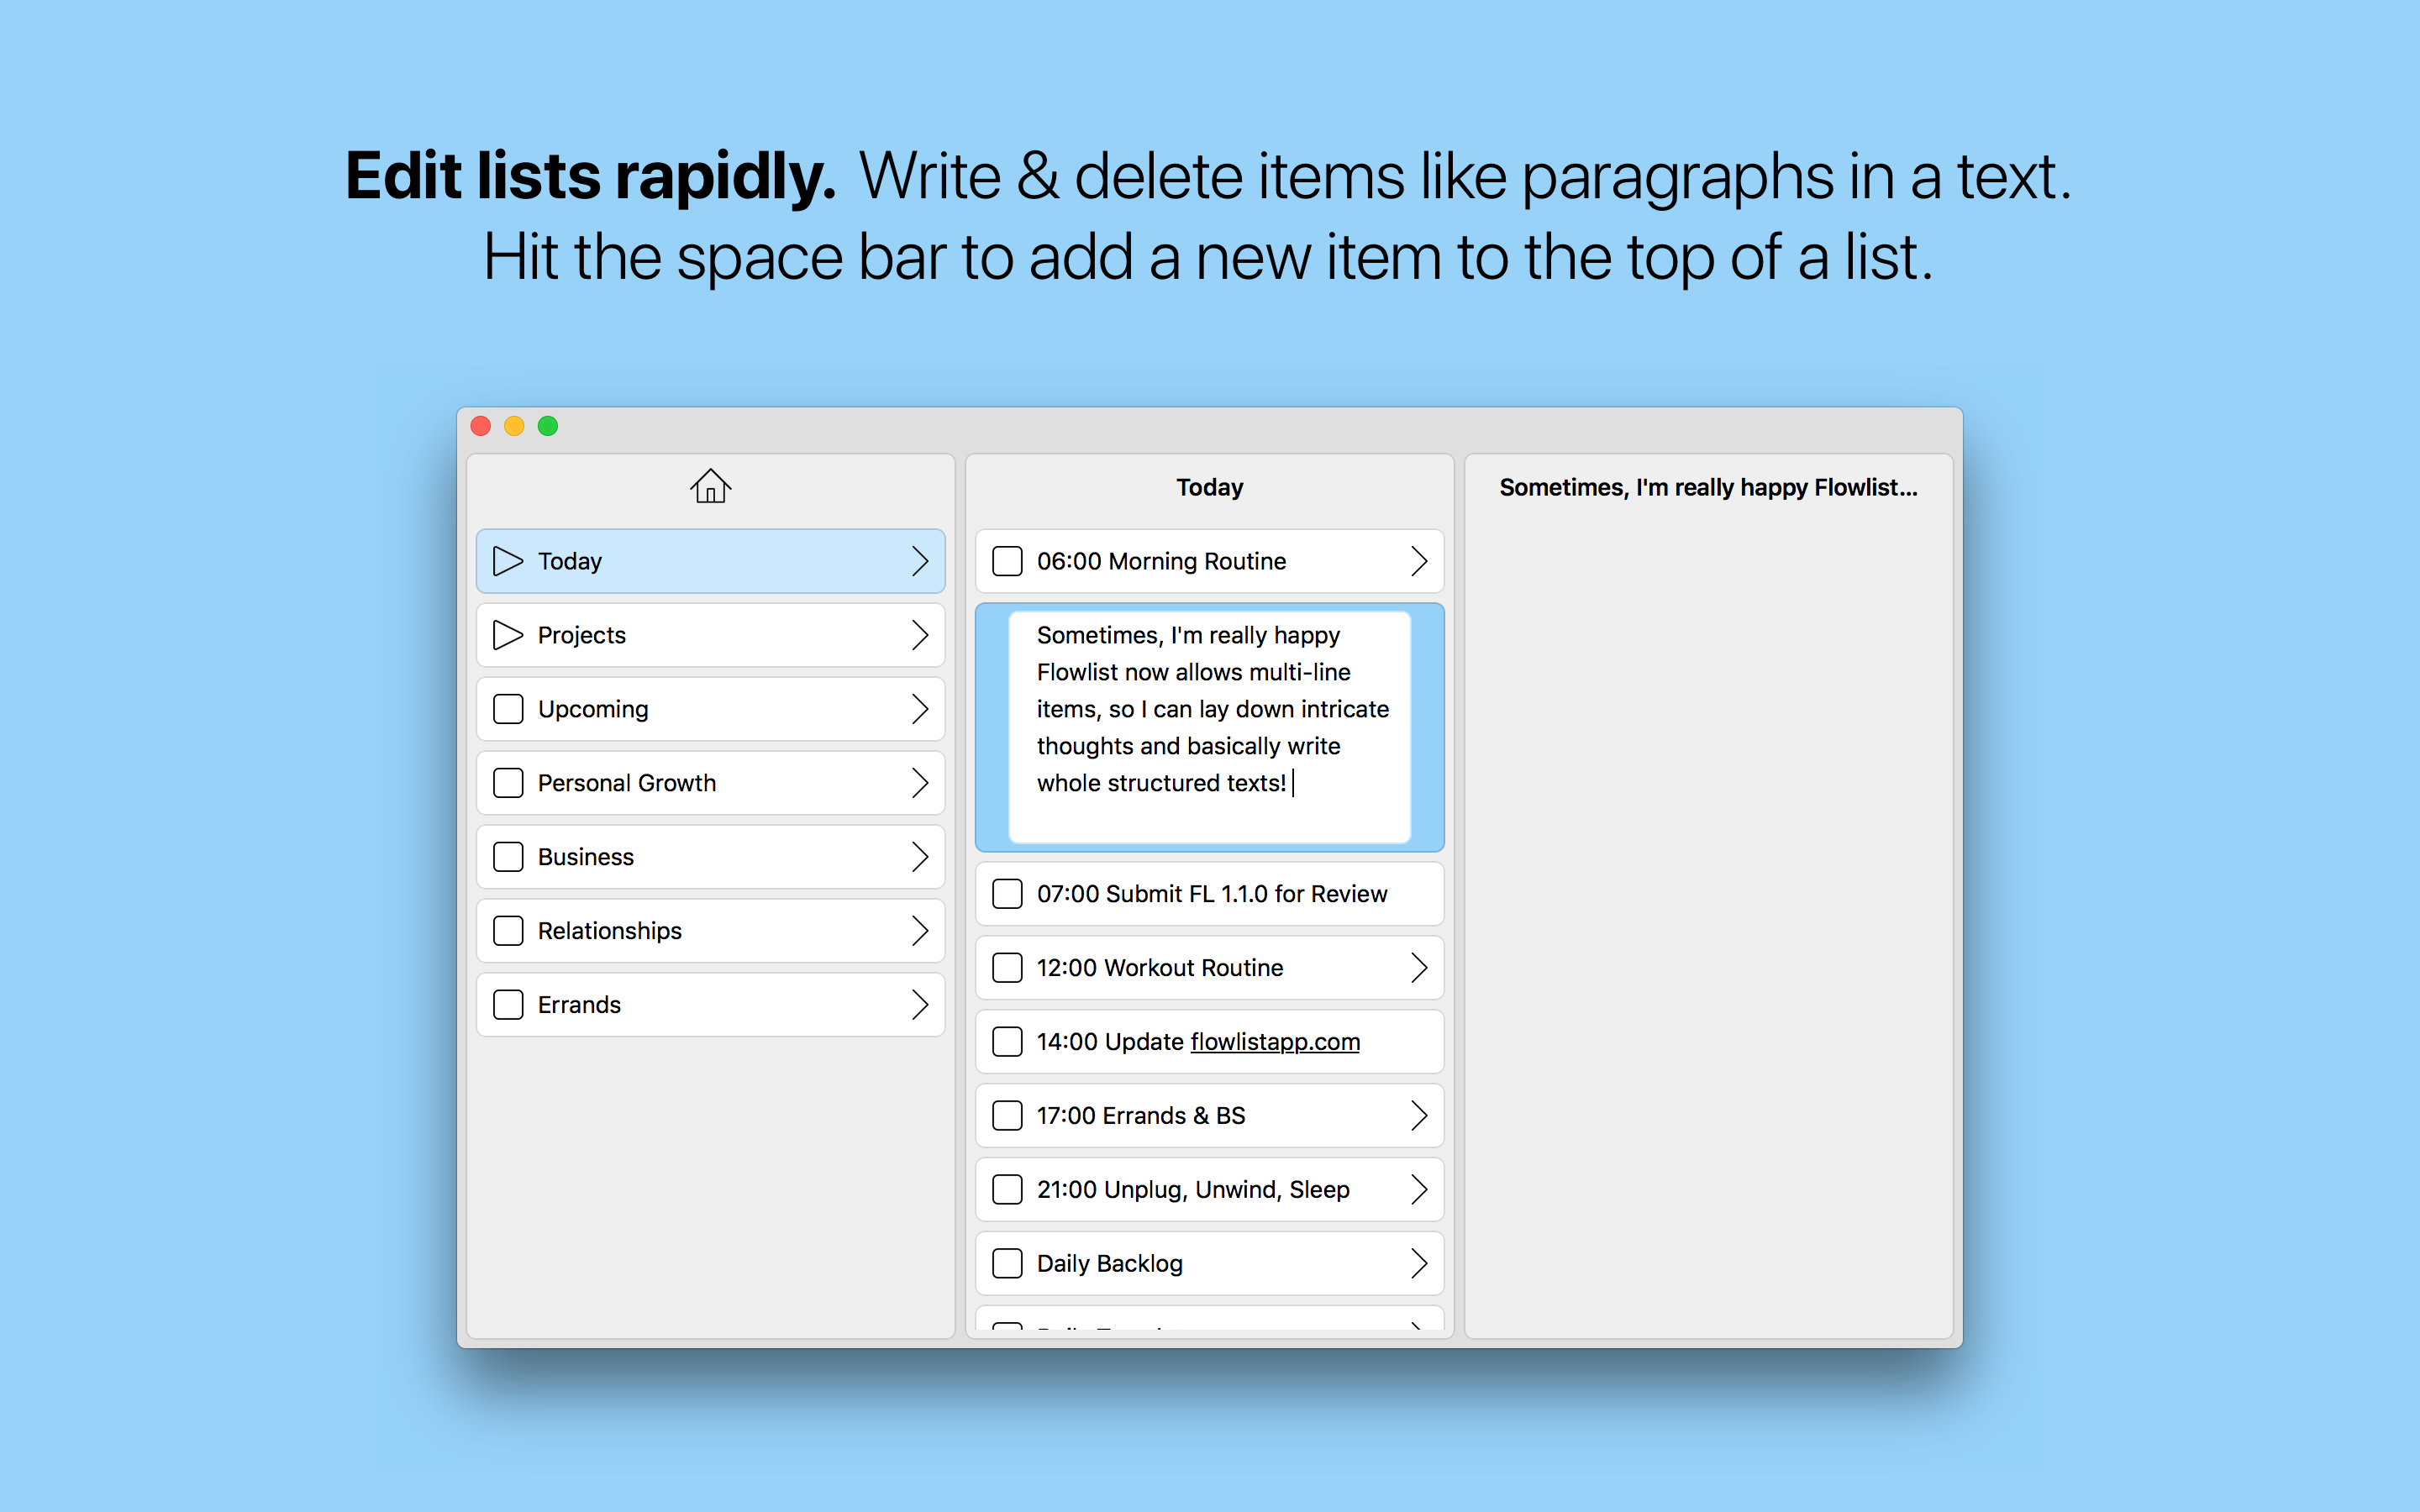 Edit lists rapidly. Write & delete items like paragraphs in a text.
Hit the space bar to add a new item to the top of a list.
Today
Projects
Upcoming
Personal Growth
Business
Relationships
Errands
Today
06:00 Morning Routine
Sometimes, I'm really happy
Flowlist now allows multi-line
items, so I can lay down intricate
thoughts and basically write
whole structured texts!
07:00 Submit FL 1.1.0 for Review
12:00 Workout Routine
14:00 Update flowlistapp.com
17:00 Errands & BS
21:00 Unplug, Unwind, Sleep
Daily Backlog
Sometimes, I'm really happy Flowlist...